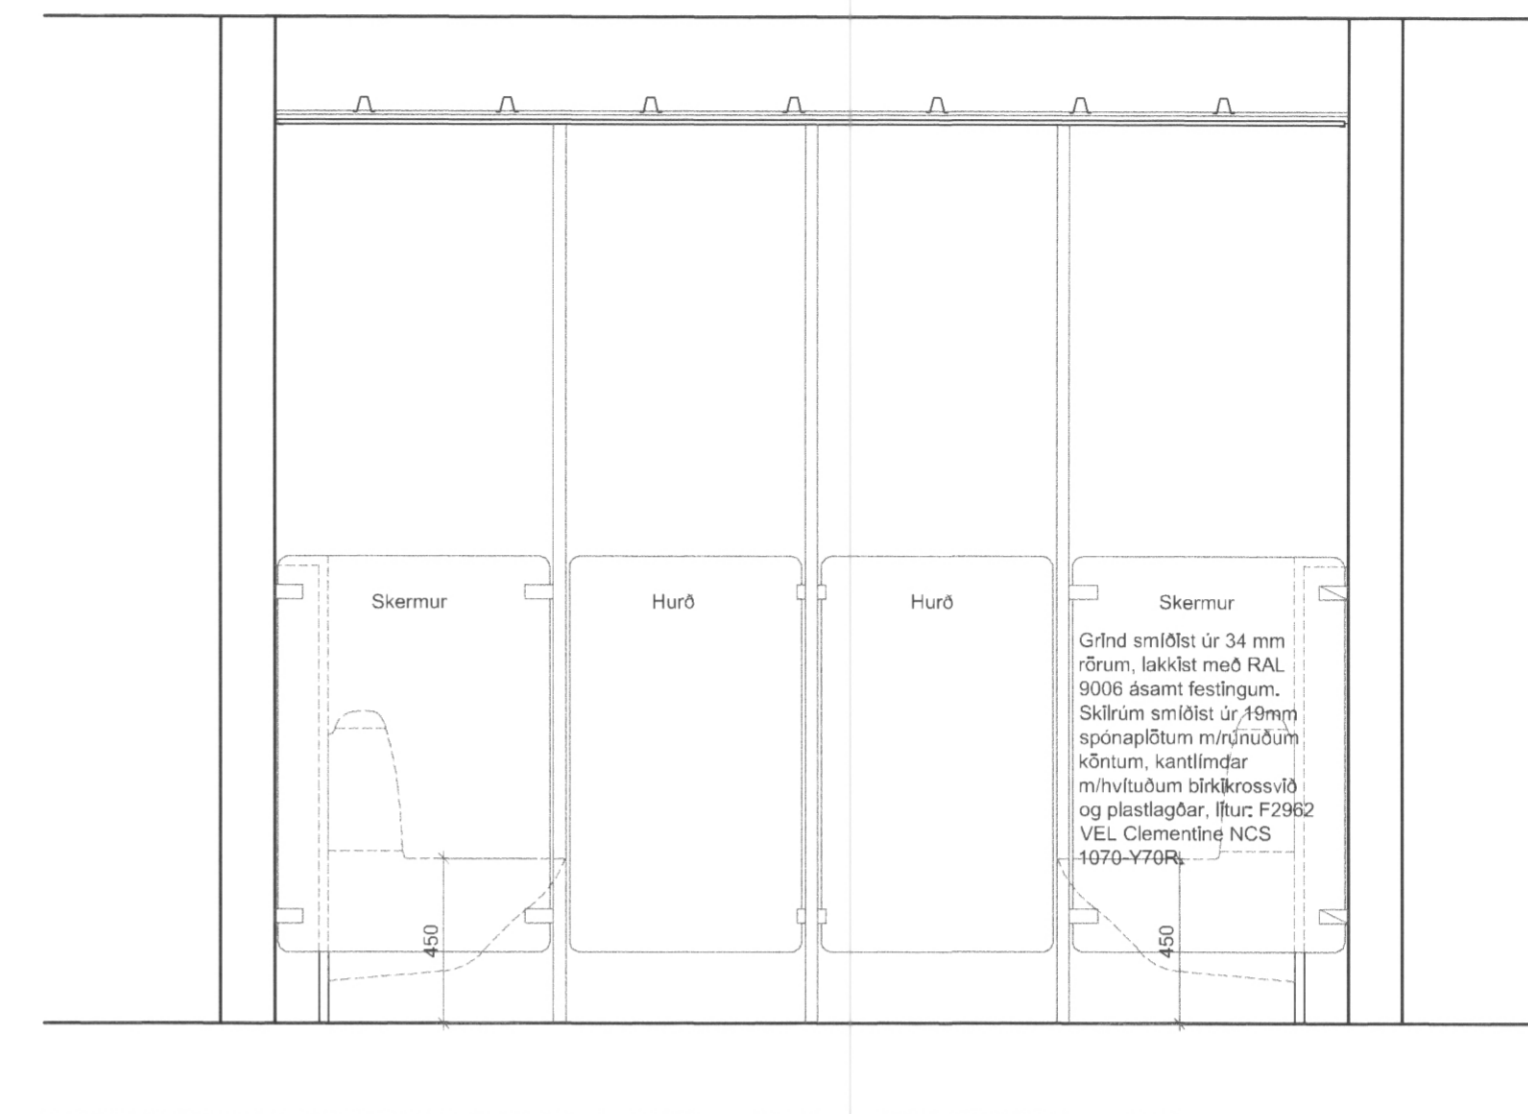 Skermur
Hurð
Hurð
Skermur
Grind smíðist úr 34 mm
rörum, lakkist með RAL
9006 ásamt festingum.
Skilrúm smíðist úr 19mm
spónaplötum m/rúnuðum
köntum, kantlímdar
m/hvítuðum birkikrossvið
og plastlagðar, litur: F2962
VEL Clementine NCS
1070-Y70R.
450
450